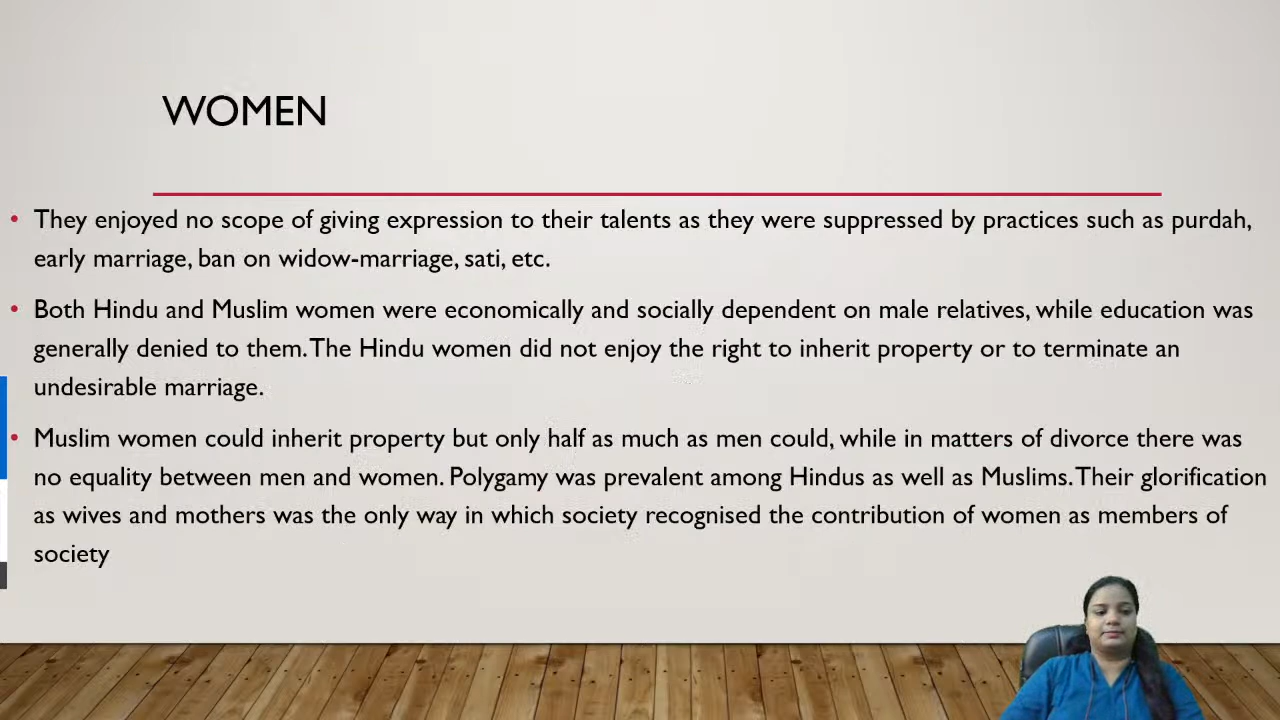 WOMEN
• They enjoyed no scope of giving expression to their talents as they were suppressed by practices such as purdah,
early marriage, ban on widow-marriage, sati, etc.
• Both Hindu and Muslim women were economically and socially dependent on male relatives, while education was
generally denied to them. The Hindu women did not enjoy the right to inherit property or to terminate an
undesirable marriage.
• Muslim women could inherit property but only half as much as men could, while in matters of divorce there was
no equality between men and women. Polygamy was prevalent among Hindus as well as Muslims. Their glorification
as wives and mothers was the only way in which society recognised the contribution of women as members of
society